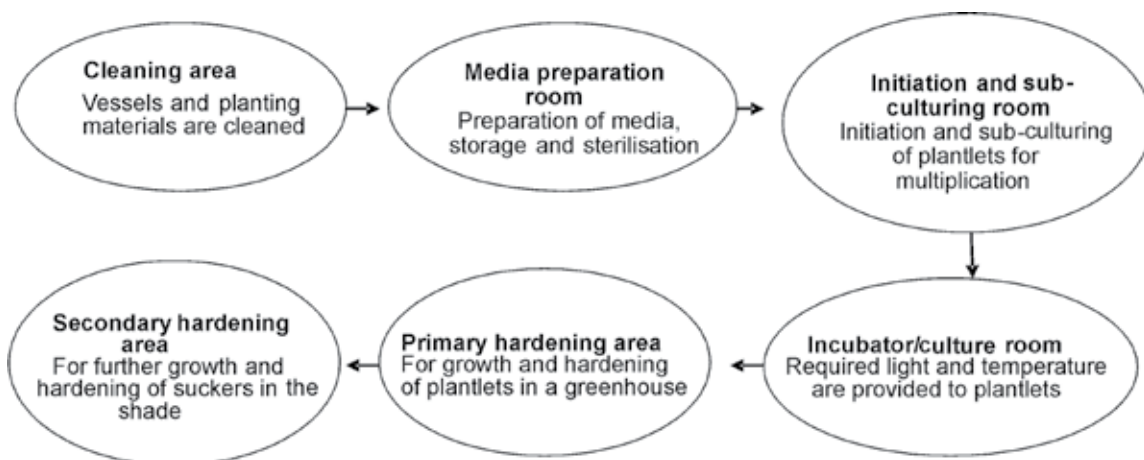 Cleaning area
Vessels and planting
materials are cleaned
Media preparation
room
Preparation of media,
storage and sterilisation
Initiation and sub-
culturing room
Initiation and sub-culturing
of plantlets for
multiplication
Secondary hardening
area
For further growth and
hardening of suckers in the
shade
Primary hardening area
For growth and hardening
of plantlets in a greenhouse
Incubator/culture room
Required light and temperature
are provided to plantlets